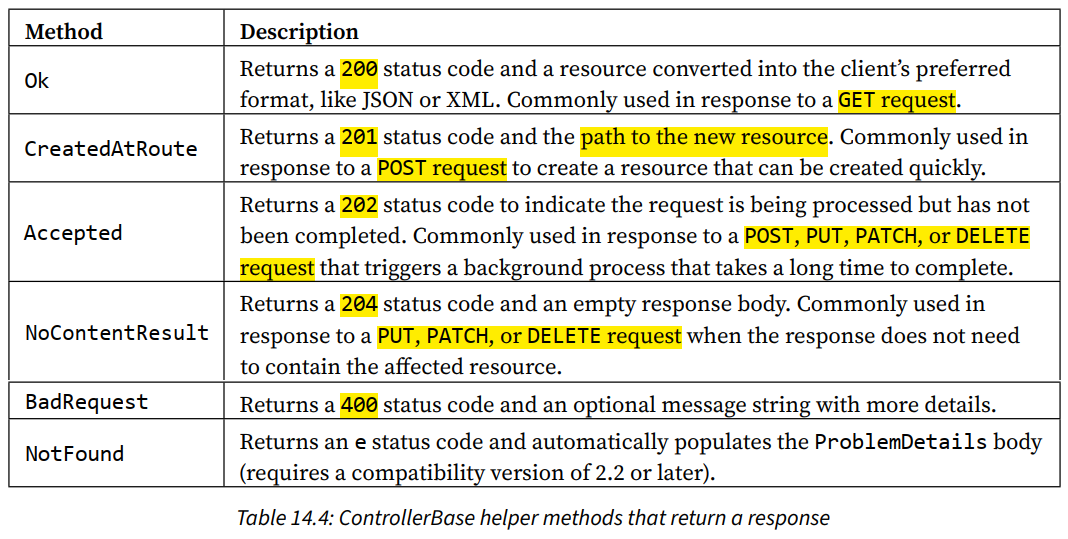 Method Description
Ok
Returns a 200 status code and a resource converted into the client’s preferred
format, like JSON or XML. Commonly used in response to a GET request.
CreatedAtRoute
Returns a 201 status code and the path to the new resource. Commonly used in
response to a POST request to create a resource that can be created quickly.
Accepted
Returns a 202 status code to indicate the request is being processed but has not
been completed. Commonly used in response to a POST, PUT, PATCH, or DELETE
request that triggers a background process that takes a long time to complete.
NoContentResult
Returns a 204 status code and an empty response body. Commonly used in
response to a PUT, PATCH, or DELETE request when the response does not need
to contain the affected resource.
BadRequest
Returns a 400 status code and an optional message string with more details.
NotFound
Returns an e status code and automatically populates the ProblemDetails body
(requires a compatibility version of 2.2 or later).
Table 14.4: ControllerBase helper methods that return a response